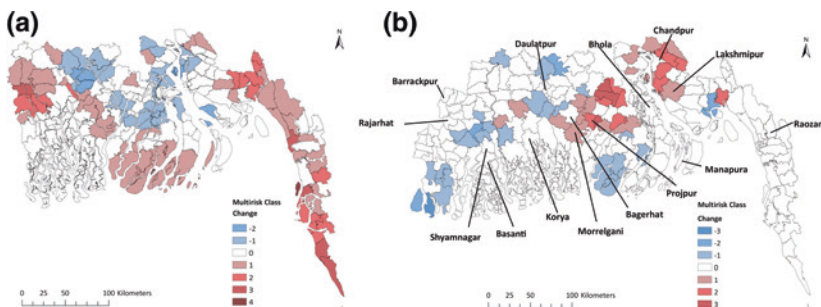 (a)
N
Multirisk Class
Change
-2
-1
0
1
2
3
4
0 25 50 100 Kilometers
(b)
N
Chandpur
Daulatpur
Bhola
Lakshmipur
Barrackpur
Rajarhat
Raozan
Manapura
Projpur
Bagerhat
Korya
Morrelgani
Shyamnagar
Basanti
Multirisk Class
Change
-3
-2
-1
0
1
2
3
0 25 50 100 Kilometers